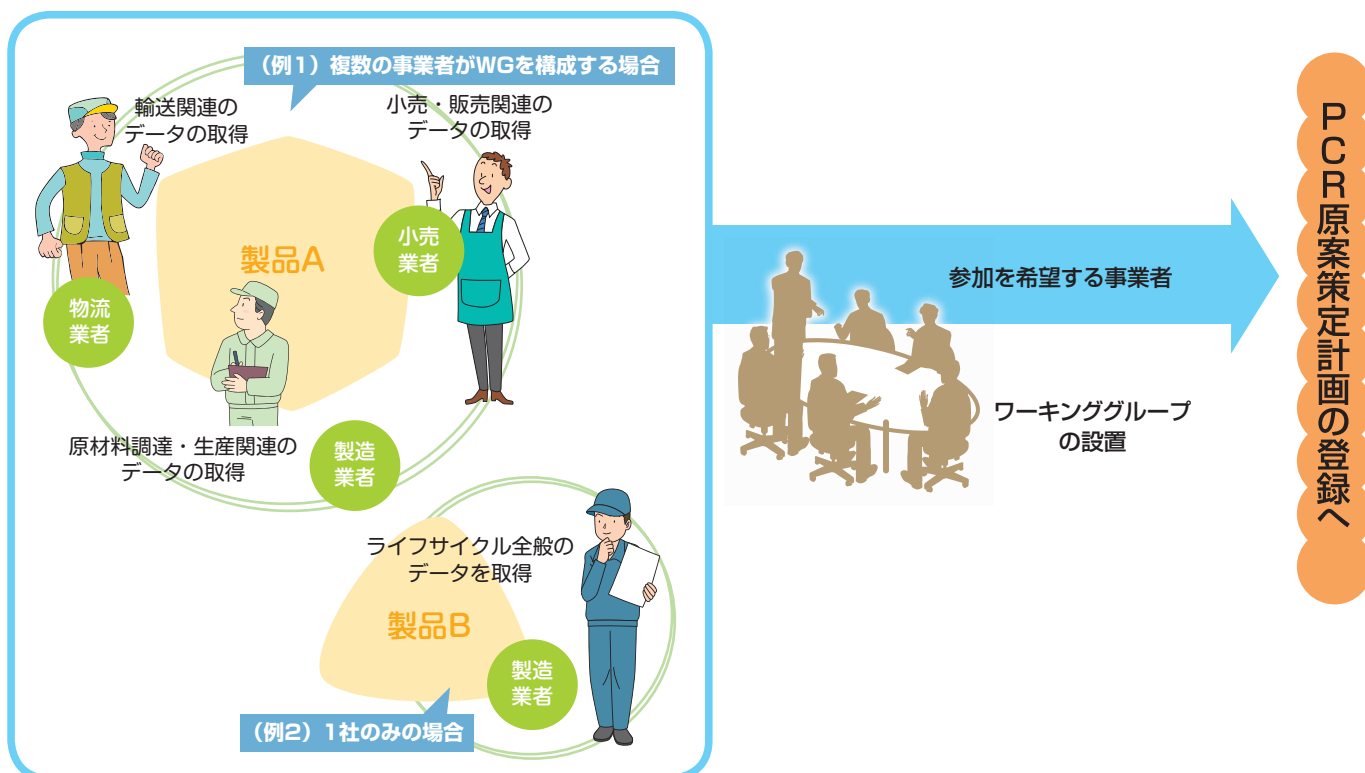 （例１）複数の事業者がWGを構成する場合
輸送関連の
データの取得
小売・販売関連の
データの取得
製品A
小売
業者
物流
業者
原材料調達・生産関連の
データの取得
製造
業者
ライフサイクル全般の
データを取得
製品B
製造
業者
（例2）1社のみの場合
参加を希望する事業者
ワーキンググループ
の設置
PCR原案策定計画の登録へ